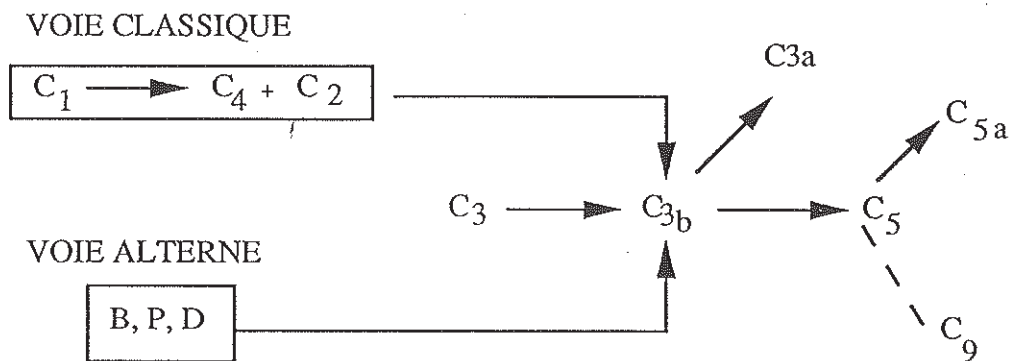 VOIE CLASSIQUE
C1 C4 + C2
C3a
C5a
C3 C3b C5
VOIE ALTERNE
B, P, D
C9